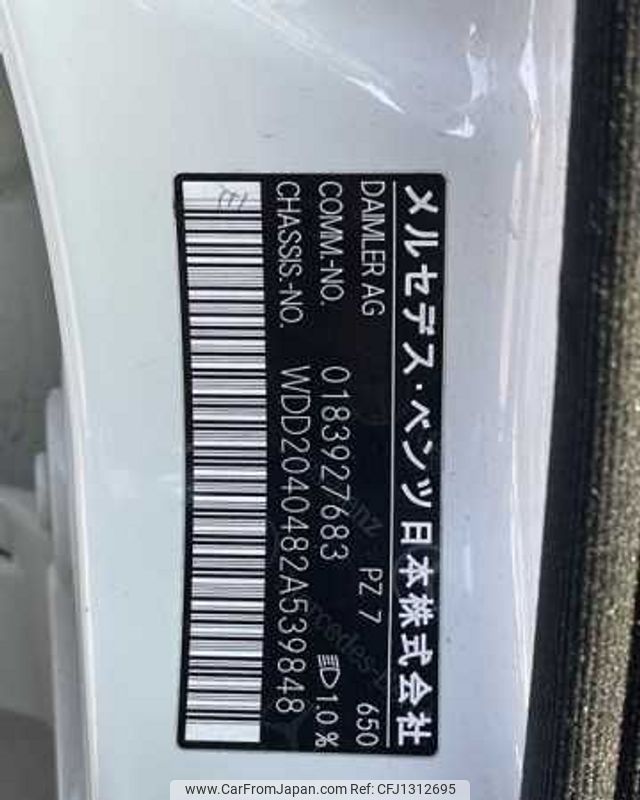 メルセデス・ベンツ日本株式会社
DAIMLER AG PZ 7 650
COMM.-NO. 0183927683 1.0 %
CHASSIS.-NO. WDD2040482A539848
www.CarFromJapan.com Ref: CFJ1312695